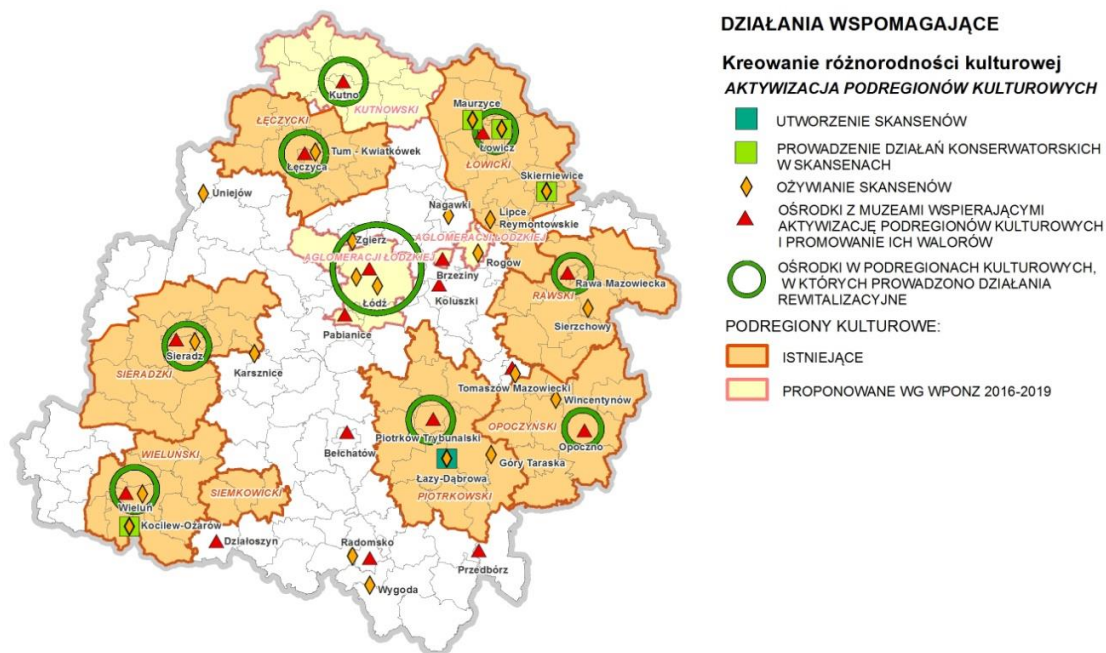 DZIAŁANIA WSPOMAGAJĄCE
Kreowanie różnorodności kulturowej
AKTYWIZACJA PODREGIONÓW KULTUROWYCH
UTWORZENIE SKANSENÓW
PROWADZENIE DZIAŁAŃ KONSERWATORSKICH
W SKANSENACH
OŻYWIANIE SKANSENÓW
OŚRODKI Z MUZEAMI WSPIERAJĄCYMI
AKTYWIZACJĘ PODREGIONÓW KULTUROWYCH
I PROMOWANIE ICH WALORÓW
OŚRODKI W PODREGIONACH KULTUROWYCH,
W KTÓRYCH PROWADZONO DZIAŁANIA
REWITALIZACYJNE
PODREGIONY KULTUROWE:
ISTNIEJĄCE
PROPONOWANE WG WPONZ 2016-2019
Kutno
KUTNOWSKI
Maurzyce
ŁĘCZYCKI
Łowicz
Tum - Kwiatkówek
ŁOWICKI
Łęczyca
Skierniewice
Uniejów
Nagawki
Lipce
Reymontowskie
Zgierz
AGLOMERACJI ŁÓDZKIEJ
AGLOMERACJI ŁÓDZKIEJ
Rogów
Brzeziny
Rawa Mazowiecka
RAWSKI
Koluszki
Łódź
Sierzchowy
Pabianice
Sieradz
Karsznice
SIERADZKI
Tomaszów Mazowiecki
Wincentynów
OPOCZYŃSKI
Piotrków Trybunalski
Opoczno
Bełchatów
WIELUŃSKI
Góry Taraska
Łazy-Dąbrowa
SIEMKOWICKI
PIOTRKOWSKI
Wieluń
Kocilew-Ożarów
Działoszyn
Radomsko
Przedbórz
Wygoda